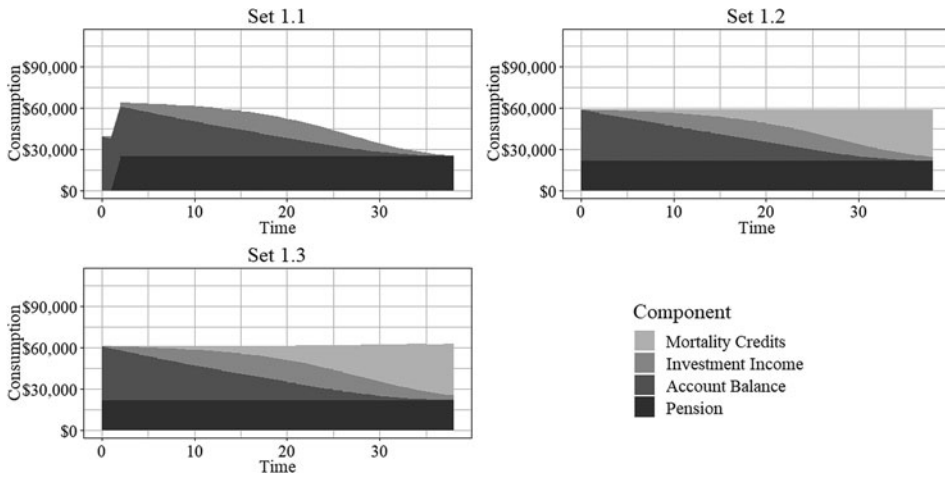 Set 1.1
Consumption
$90,000
$60,000
$30,000
$0
0 10 20 30
Time
Set 1.2
Consumption
$90,000
$60,000
$30,000
$0
0 10 20 30
Time
Set 1.3
Consumption
$90,000
$60,000
$30,000
$0
0 10 20 30
Time
Component
Mortality Credits
Investment Income
Account Balance
Pension